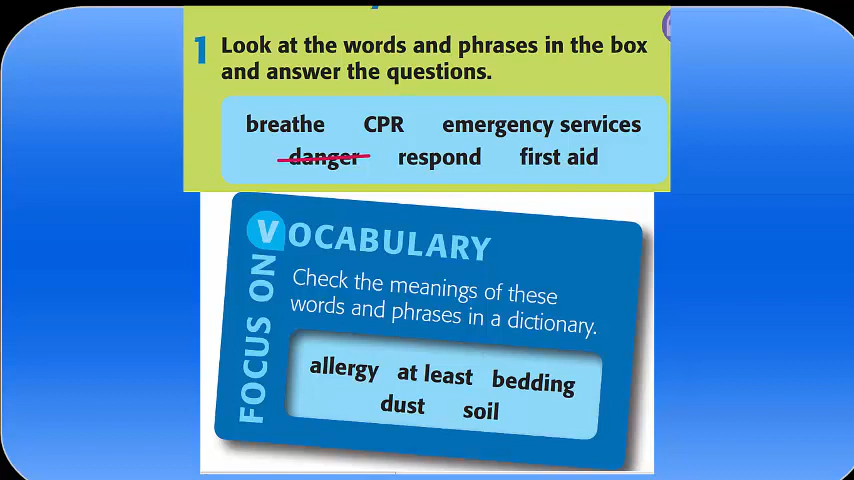 1 Look at the words and phrases in the box
and answer the questions.
breathe CPR emergency services
danger respond first aid
FOCUS ON VOCABULARY
Check the meanings of these
words and phrases in a dictionary.
allergy at least bedding
dust soil